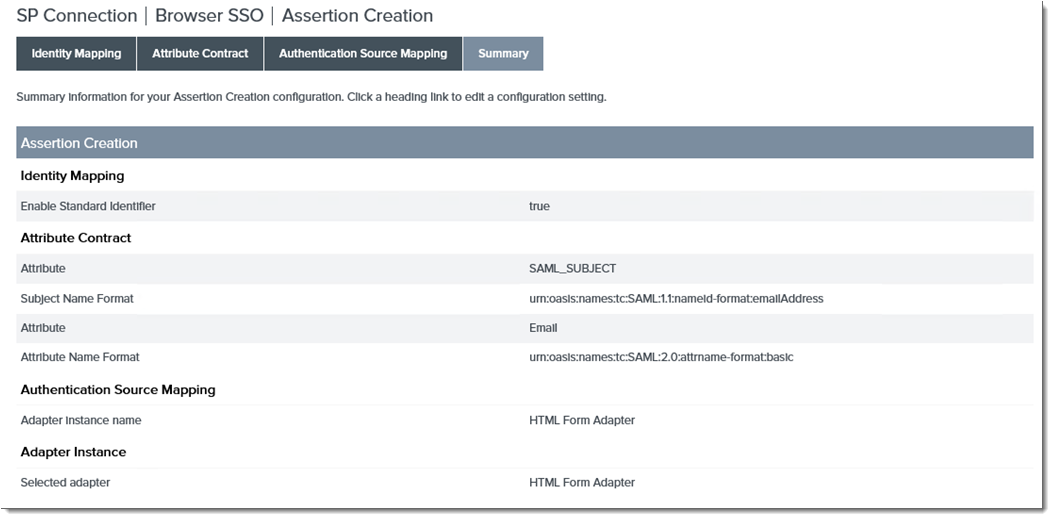 SP Connection | Browser SSO | Assertion Creation
Identity Mapping Attribute Contract Authentication Source Mapping Summary
Summary information for your Assertion Creation configuration. Click a heading link to edit a configuration setting.
Assertion Creation
Identity Mapping
Enable Standard Identifier true
Attribute Contract
Attribute SAML_SUBJECT
Subject Name Format urn:oasis:names:tc:SAML:1.1:nameid-format:emailAddress
Attribute Email
Attribute Name Format urn:oasis:names:tc:SAML:2.0:attrname-format:basic
Authentication Source Mapping
Adapter instance name HTML Form Adapter
Adapter Instance
Selected adapter HTML Form Adapter